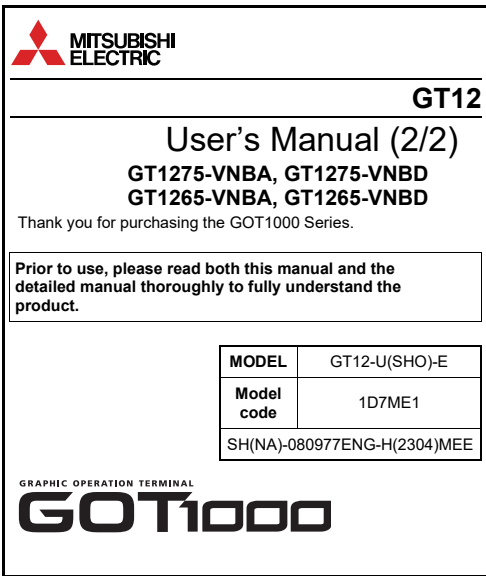 MITSUBISHI
ELECTRIC
GT12
User's Manual (2/2)
GT1275-VNBA, GT1275-VNBD
GT1265-VNBA, GT1265-VNBD
Thank you for purchasing the GOT1000 Series.
Prior to use, please read both this manual and the
detailed manual thoroughly to fully understand the
product.
MODEL GT12-U(SHO)-E
Model
code 1D7ME1
SH(NA)-080977ENG-H(2304)MEE
GRAPHIC OPERATION TERMINAL
GOT1000